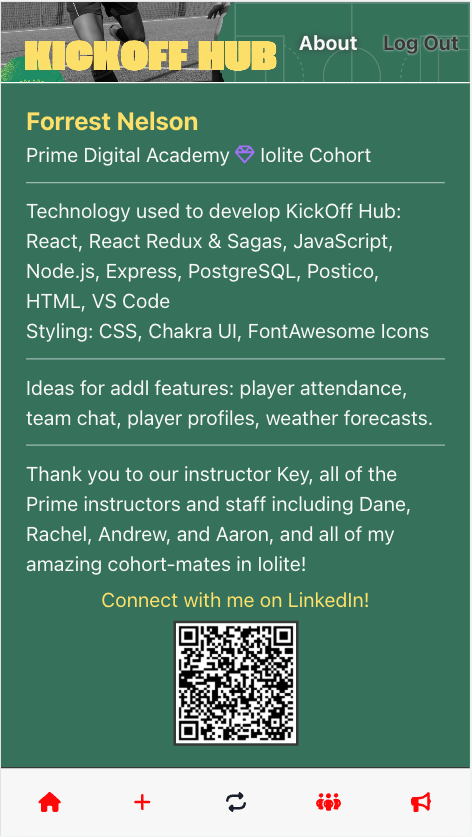 KICKOFF HUB
About
Log Out
Forrest Nelson
Prime Digital Academy Iolite Cohort
Technology used to develop KickOff Hub:
React, React Redux & Sagas, JavaScript,
Node.js, Express, PostgreSQL, Postico,
HTML, VS Code
Styling: CSS, Chakra UI, FontAwesome Icons
Ideas for addl features: player attendance,
team chat, player profiles, weather forecasts.
Thank you to our instructor Key, all of the
Prime instructors and staff including Dane,
Rachel, Andrew, and Aaron, and all of my
amazing cohort-mates in Iolite!
Connect with me on LinkedIn!